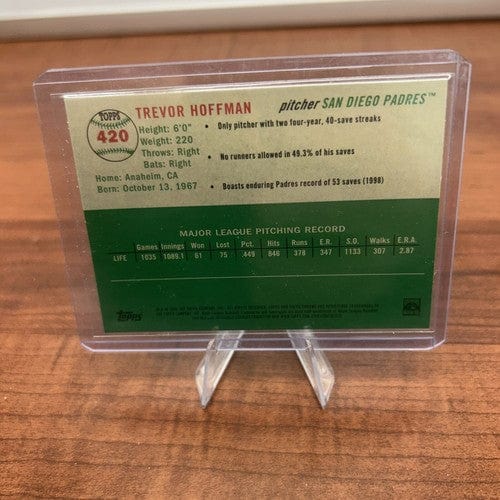 TOPPS
420
TREVOR HOFFMAN
pitcher SAN DIEGO PADRES™
Height: 6'0"
Weight: 220
Throws: Right
Bats: Right
Home: Anaheim, CA
Born: October 13, 1967
• Only pitcher with two four-year, 40-save streaks
• No runners allowed in 49.3% of his saves
• Boasts enduring Padres record of 53 saves (1998)
MAJOR LEAGUE PITCHING RECORD
Games Innings Won Lost Pct. Hits Runs E.R. S.O. Walks E.R.A.
LIFE 1035 1089.1 61 75 .449 846 378 347 1133 307 2.87
TOPPS